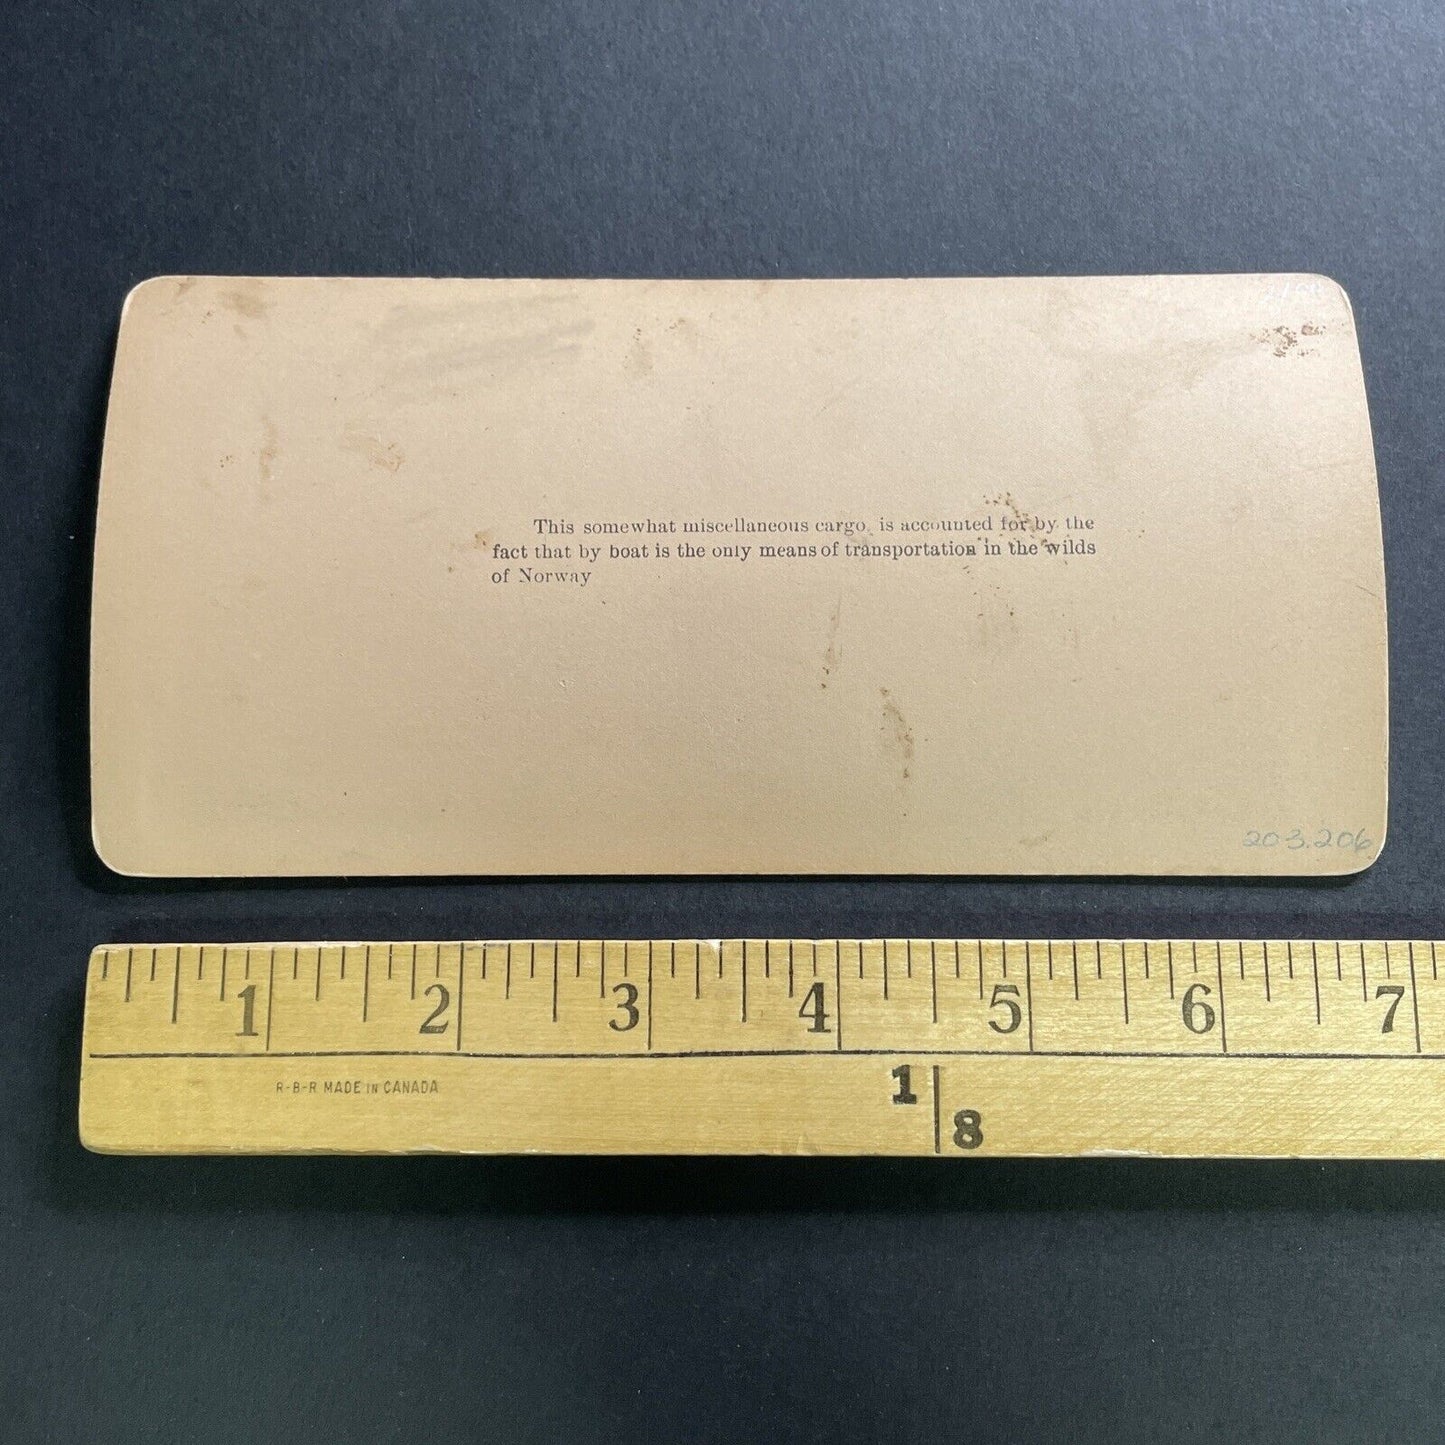 This somewhat miscellaneous cargo, is accounted for by the
fact that by boat is the only means of transportation in the wilds
of Norway
203.206
1 2 3 4 5 6 7
R-B-R MADE IN CANADA
1
8